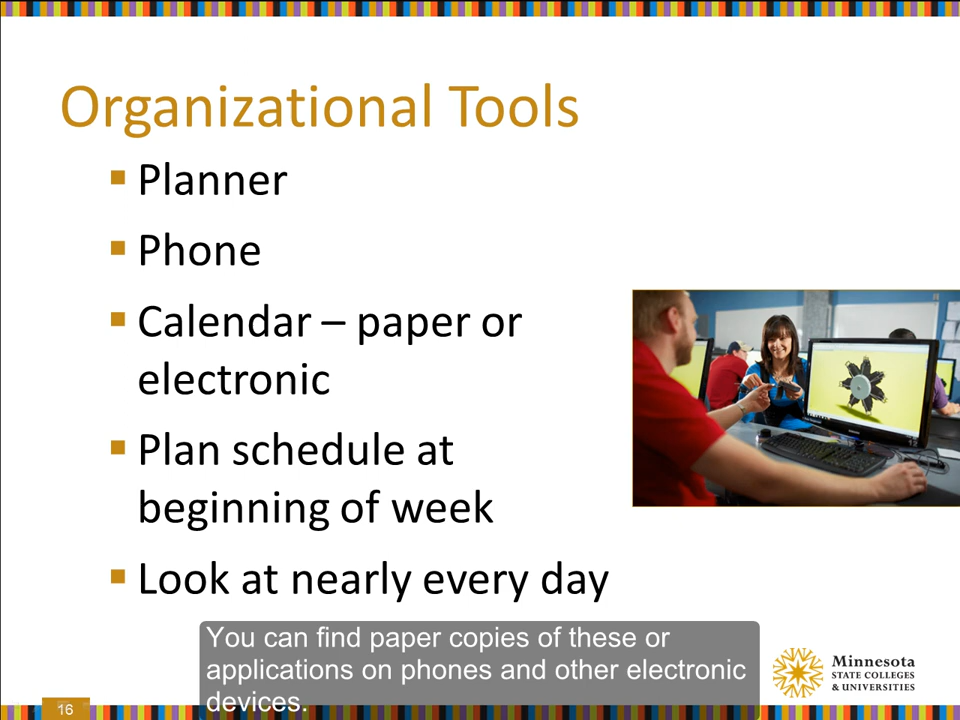 Organizational Tools
▪ Planner
▪ Phone
▪ Calendar – paper or
electronic
▪ Plan schedule at
beginning of week
▪ Look at nearly every day
You can find paper copies of these or
applications on phones and other electronic
devices.
Minnesota
STATE COLLEGES
& UNIVERSITIES
16